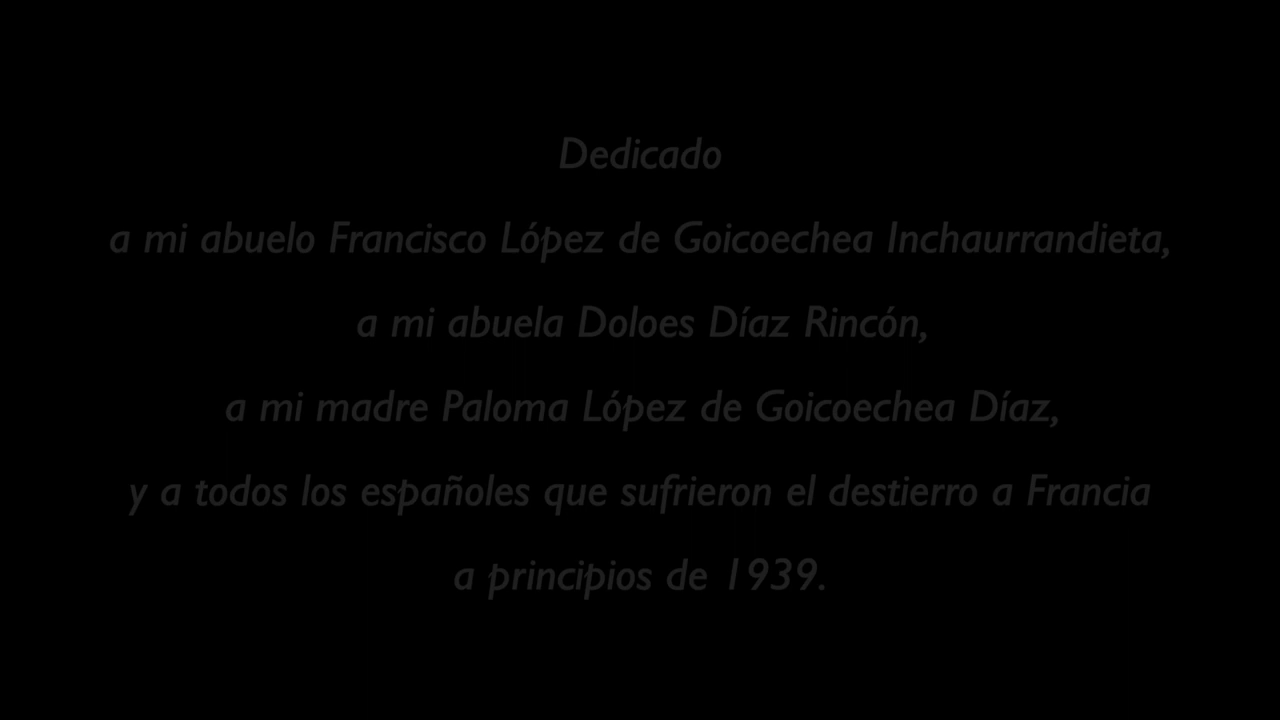 Dedicado
a mi abuelo Francisco López de Goicoechea Inchaurrandieta,
a mi abuela Doloes Díaz Rincón,
a mi madre Paloma López de Goicoechea Díaz,
y a todos los españoles que sufrieron el destierro a Francia
a principios de 1939.